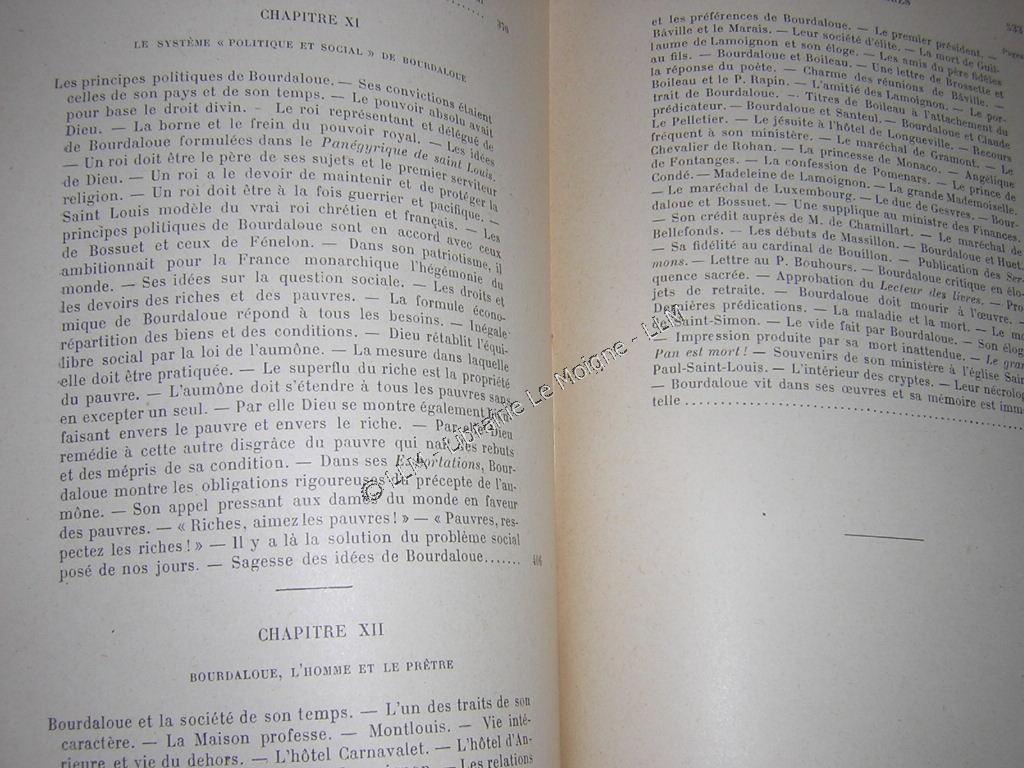 370
CHAPITRE XI
LE SYSTÈME « POLITIQUE ET SOCIAL » DE BOURDALOUE
Les principes politiques de Bourdaloue. — Ses convictions étaient
celles de son pays et de son temps. — Le pouvoir absolu avait
pour base le droit divin. — Le roi représentant et délégué de
Dieu. — La borne et le frein du pouvoir royal. — Les idées
de Bourdaloue formulées dans le Panégyrique de saint Louis.
— Un roi doit être le père de ses sujets et le premier serviteur
de Dieu. — Un roi a le devoir de maintenir et de protéger la
religion. — Un roi doit être à la fois guerrier et pacifique. —
Saint Louis modèle du vrai roi chrétien et français. — Les
principes politiques de Bourdaloue sont en accord avec ceux
de Bossuet et ceux de Fénelon. — Dans son patriotisme, il
ambitionnait pour la France monarchique l'hégémonie du
monde. — Ses idées sur la question sociale. — Les droits et
les devoirs des riches et des pauvres. — La formule écono-
mique de Bourdaloue répond à tous les besoins. — Inégale
répartition des biens et des conditions. — Dieu rétablit l'équi-
libre social par la loi de l'aumône. — La mesure dans laquelle
elle doit être pratiquée. — Le superflu du riche est la propriété
du pauvre. — L'aumône doit s'étendre à tous les pauvres sans
en excepter un seul. — Par elle Dieu se montre également
faisant envers le pauvre et envers le riche. — Par elle Dieu
remédie à cette autre disgrâce du pauvre qui naît des rebuts
et des mépris de sa condition. — Dans ses Exhortations, Bour-
daloue montre les obligations rigoureuses du précepte de l'au-
mône. — Son appel pressant aux dames du monde en faveur
des pauvres. — « Riches, aimez les pauvres ! » — « Pauvres, res-
pectez les riches ! » — Il y a là la solution du problème social
posé de nos jours. — Sagesse des idées de Bourdaloue....... 406
CHAPITRE XII
BOURDALOUE, L'HOMME ET LE PRÊTRE
Bourdaloue et la société de son temps. — L'un des traits de son
caractère. — La Maison professe. — Montlouis. — Vie inté-
rieure et vie du dehors. — L'hôtel Carnavalet. — L'hôtel d'An-
— Les relations
533
Pages
et les préférences de Bourdaloue. — Le premier président. —
Bâville et le Marais. — Leur société d'élite. — La mort de Guil-
laume de Lamoignon et son éloge. — Les amis du père fidèles
au fils. — Bourdaloue et Boileau. — Une lettre de Brossette et
la réponse du poète. — Charme des réunions de Bâville. —
Boileau et le P. Rapin. — L'amitié des Lamoignon. — Le por-
trait de Bourdaloue. — Titres de Boileau à l'attachement du
prédicateur. — Bourdaloue et Santeul. — Bourdaloue et Claude
Le Pelletier. — Le jésuite à l'hôtel de Longueville. — Recours
fréquent à son ministère. — Le maréchal de Gramont. — Le
Chevalier de Rohan. — La princesse de Monaco. — Angélique
de Fontanges. — La confession de Pomenars. — Le prince de
Condé. — Madeleine de Lamoignon. — La grande Mademoiselle.
— Le maréchal de Luxembourg. — Le duc de Gesvres. — Bour-
daloue et Bossuet. — Une supplique au ministre des Finances.
— Son crédit auprès de M. de Chamillart. — Le maréchal de
Bellefonds. — Les débuts de Massillon. — Bourdaloue et Huet.
— Sa fidélité au cardinal de Bouillon. — Publication des Ser-
mons. — Lettre au P. Bouhours. — Bourdaloue critique en élo-
quence sacrée. — Approbation du Lecteur des livres. — Pro-
jets de retraite. — Bourdaloue doit mourir à l'œuvre. —
Dernières prédications. — La maladie et la mort. — Le mo
Saint-Simon. — Le vide fait par Bourdaloue. — Son élog
— Impression produite par sa mort inattendue. — Le gran
Pan est mort ! — Souvenirs de son ministère à l'église Sain
Paul-Saint-Louis. — L'intérieur des cryptes. — Leur nécrolog
— Bourdaloue vit dans ses œuvres et sa mémoire est imm
telle
© LLM - Librairie Le Moigne - LLM